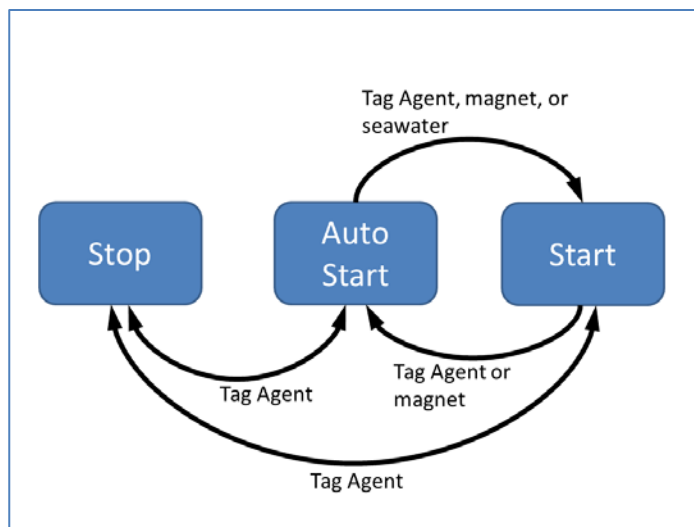 Tag Agent, magnet, or
seawater
Stop
Auto
Start
Start
Tag Agent
Tag Agent or
magnet
Tag Agent